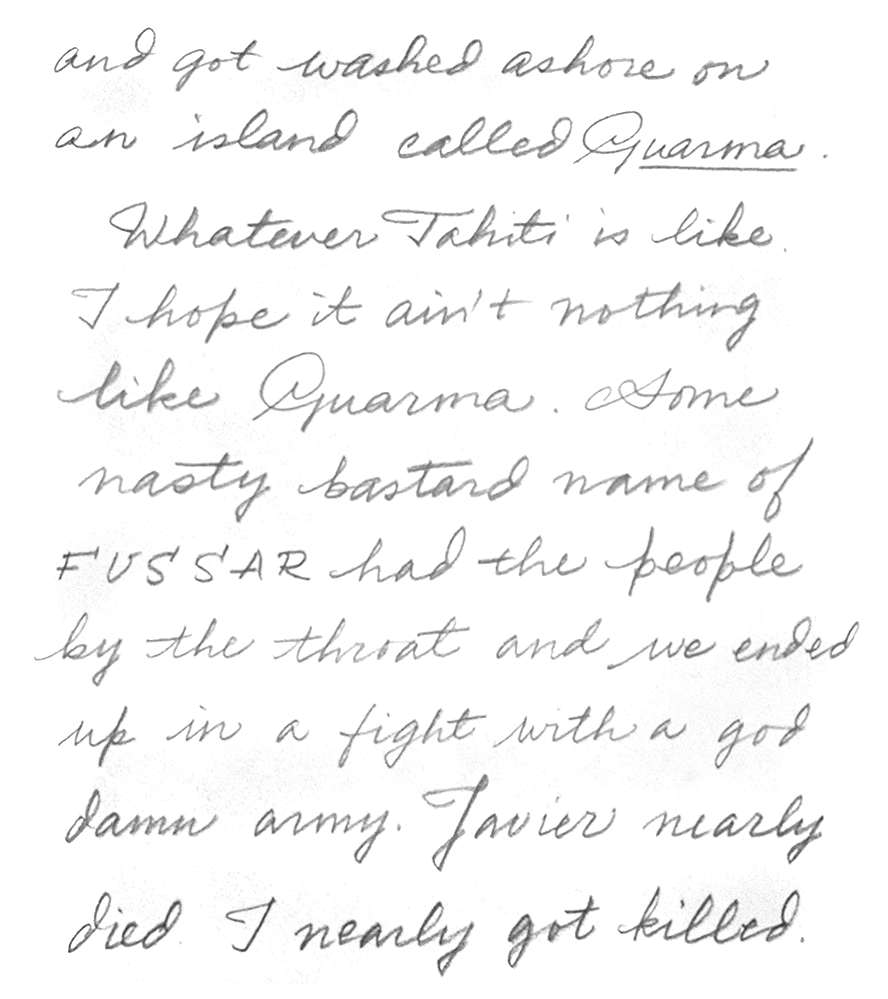 and got washed ashore on
an island called Guarma.
Whatever Tahiti is like.
I hope it ain't nothing
like Guarma. Some
nasty bastard name of
FUSSAR had the people
by the throat and we ended
up in a fight with a god
damn army. Javier nearly
died I nearly got killed.